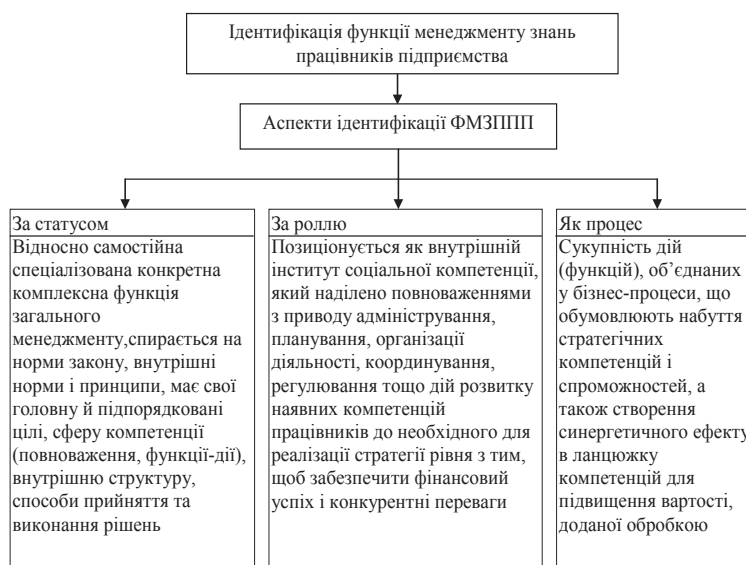 Ідентифікація функції менеджменту знань
працівників підприємства
Аспекти ідентифікації ФМЗППП
За статусом
Відносно самостійна
спеціалізована конкретна
комплексна функція
загального
менеджменту,спирається на
норми закону, внутрішні
норми і принципи, має свої
головну й підпорядковані
цілі, сферу компетенції
(повноваження, функції-дії),
внутрішню структуру,
способи прийняття та
виконання рішень
За роллю
Позиціонується як внутрішній
інститут соціальної компетенції,
який наділено повноваженнями
з приводу адміністрування,
планування, організації
діяльності, координування,
регулювання тощо дій розвитку
наявних компетенцій
працівників до необхідного для
реалізації стратегії рівня з тим,
щоб забезпечити фінансовий
успіх і конкурентні переваги
Як процес
Сукупність дій
(функцій), об’єднаних
у бізнес-процеси, що
обумовлюють набуття
стратегічних
компетенцій і
спроможностей, а
також створення
синергетичного ефекту
в ланцюжку
компетенцій для
підвищення вартості,
доданої обробкою